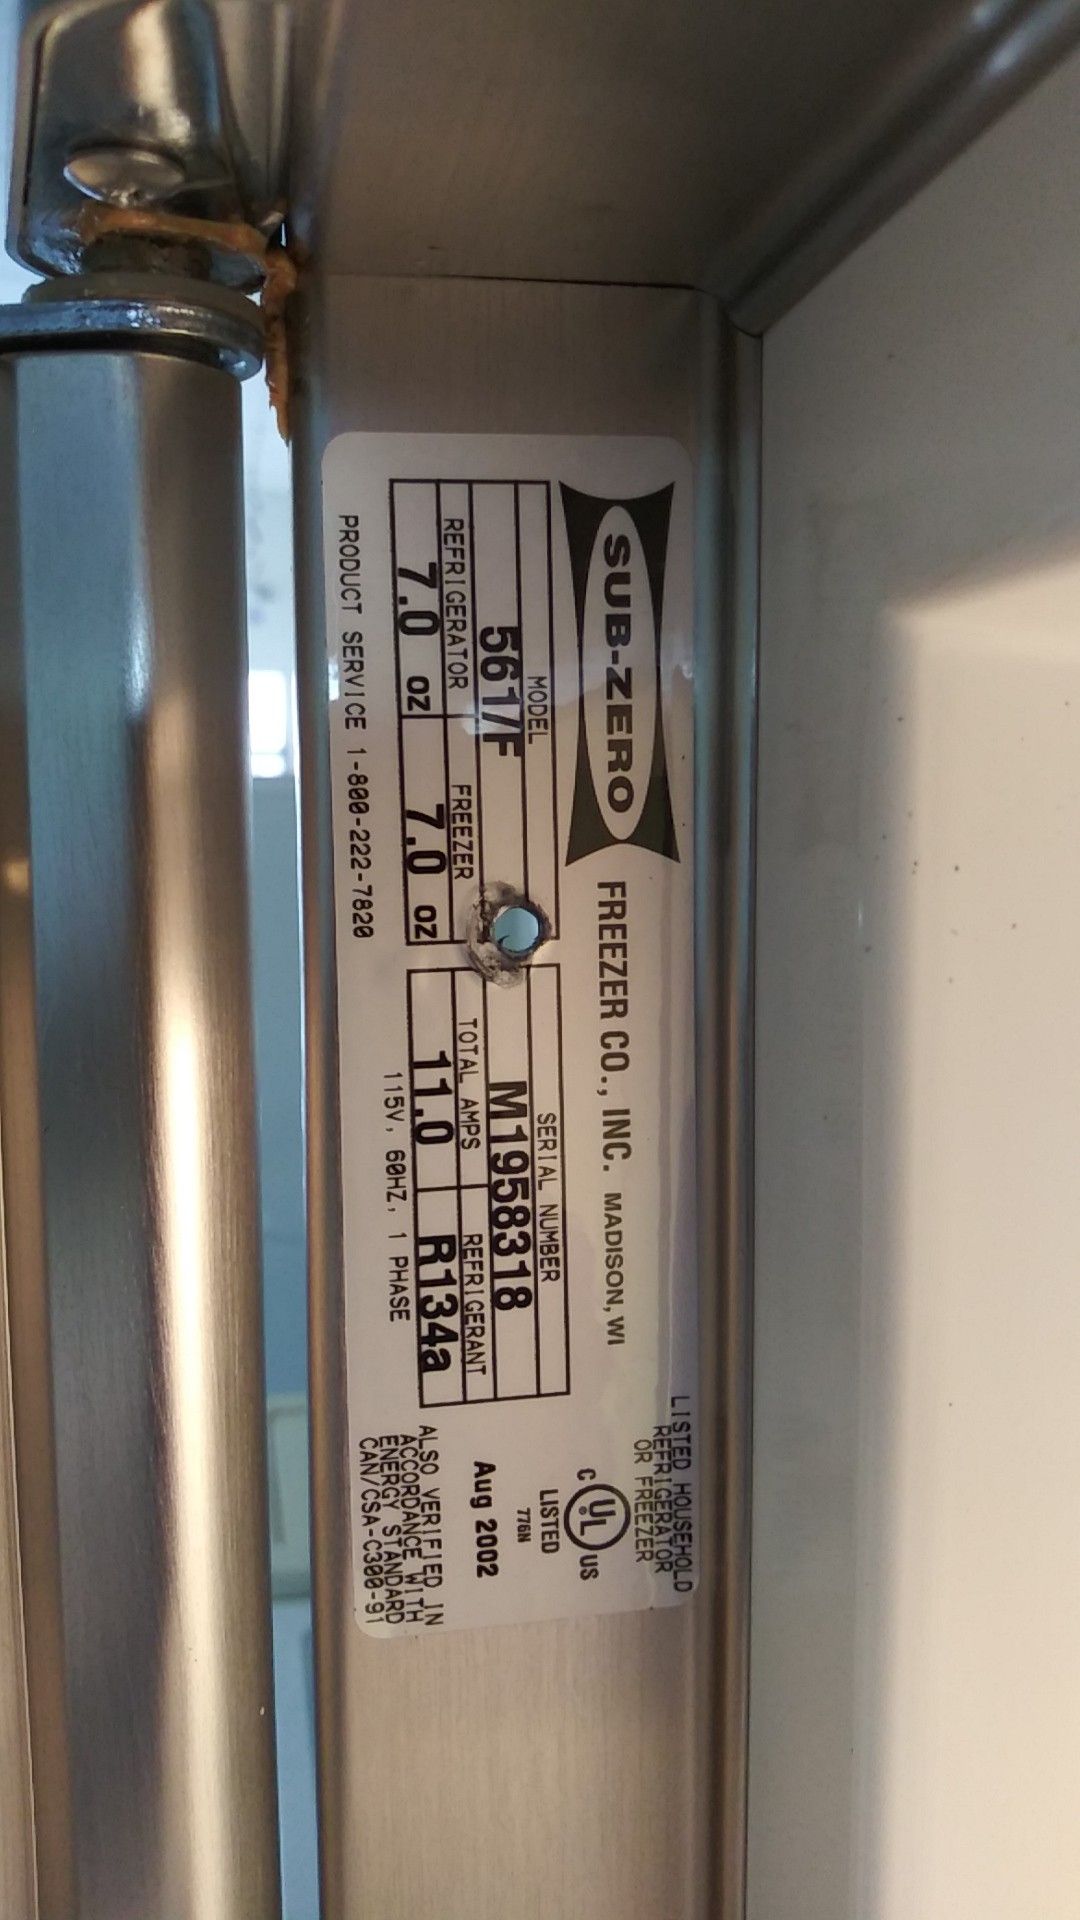 SUB-ZERO FREEZER CO., INC. MADISON, WI
LISTED HOUSEHOLD
REFRIGERATOR
OR FREEZER
MODEL
561/F
SERIAL NUMBER
M1958318
REFRIGERATOR
7.0 oz
FREEZER
7.0 oz
TOTAL AMPS
11.0
REFRIGERANT
R134a
PRODUCT SERVICE 1-800-222-7820
115V, 60HZ, 1 PHASE
C UL US
LISTED
776N
Aug 2002
ALSO VERIFIED IN
ACCORDANCE WITH
ENERGY STANDARD
CAN/CSA-C300-91